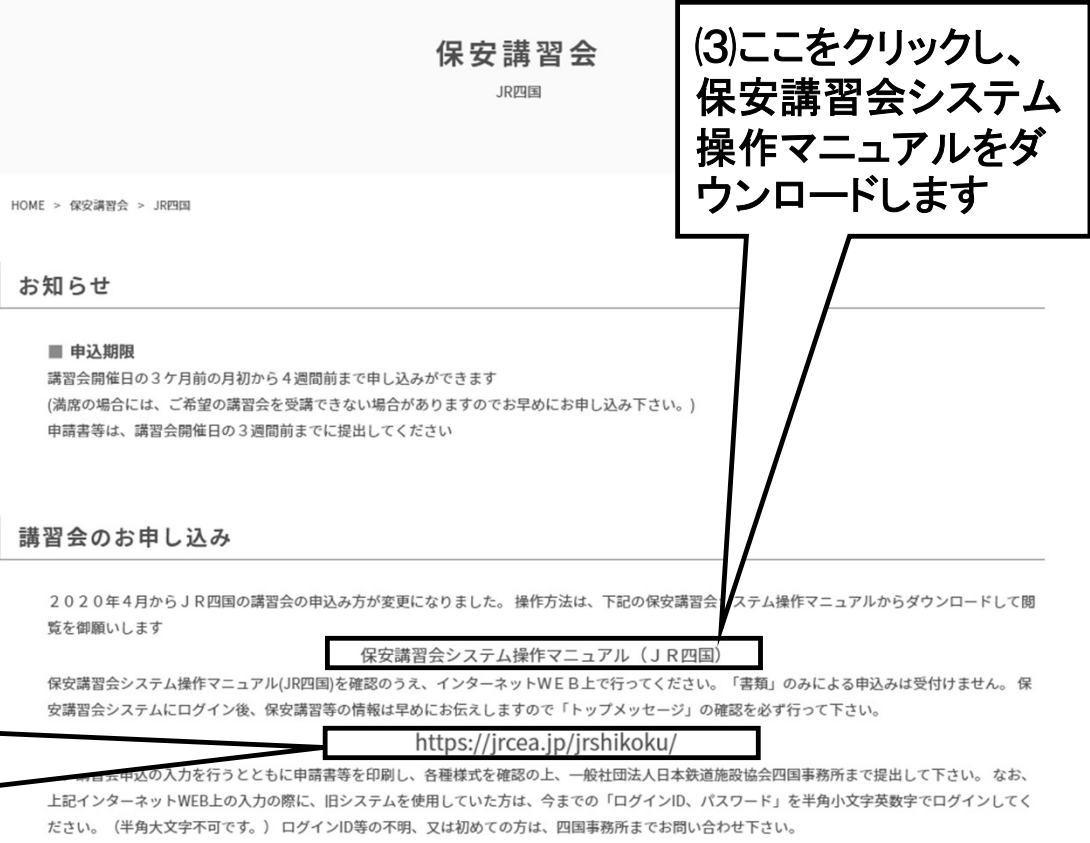 保安講習会
JR四国
⑶ここをクリックし、
保安講習会システム
操作マニュアルをダ
ウンロードします
HOME > 保安講習会 > JR四国
お知らせ
■ 申込期限
講習会開催日の３ケ月前の月初から４週間前まで申し込みができます
(満席の場合には、ご希望の講習会を受講できない場合がありますのでお早めにお申し込み下さい。)
申請書等は、講習会開催日の３週間前までに提出してください
講習会のお申し込み
２０２０年４月からＪＲ四国の講習会の申込み方が変更になりました。 操作方法は、下記の保安講習会システム操作マニュアルからダウンロードして閲
覧を御願いします
保安講習会システム操作マニュアル（ＪＲ四国）
保安講習会システム操作マニュアル(JR四国)を確認のうえ、インターネットＷＥＢ上で行ってください。「書類」のみによる申込みは受付けません。 保
安講習会システムにログイン後、保安講習等の情報は早めにお伝えしますので「トップメッセージ」の確認を必ず行って下さい。
https://jrcea.jp/jrshikoku/
講習会申込の入力を行うとともに申請書等を印刷し、各種様式を確認の上、一般社団法人日本鉄道施設協会四国事務所まで提出して下さい。 なお、
上記インターネットWEB上の入力の際に、旧システムを使用していた方は、今までの「ログインID、パスワード」を半角小文字英数字でログインしてく
ださい。（半角大文字不可です。） ログインID等の不明、又は初めての方は、四国事務所までお問い合わせ下さい。